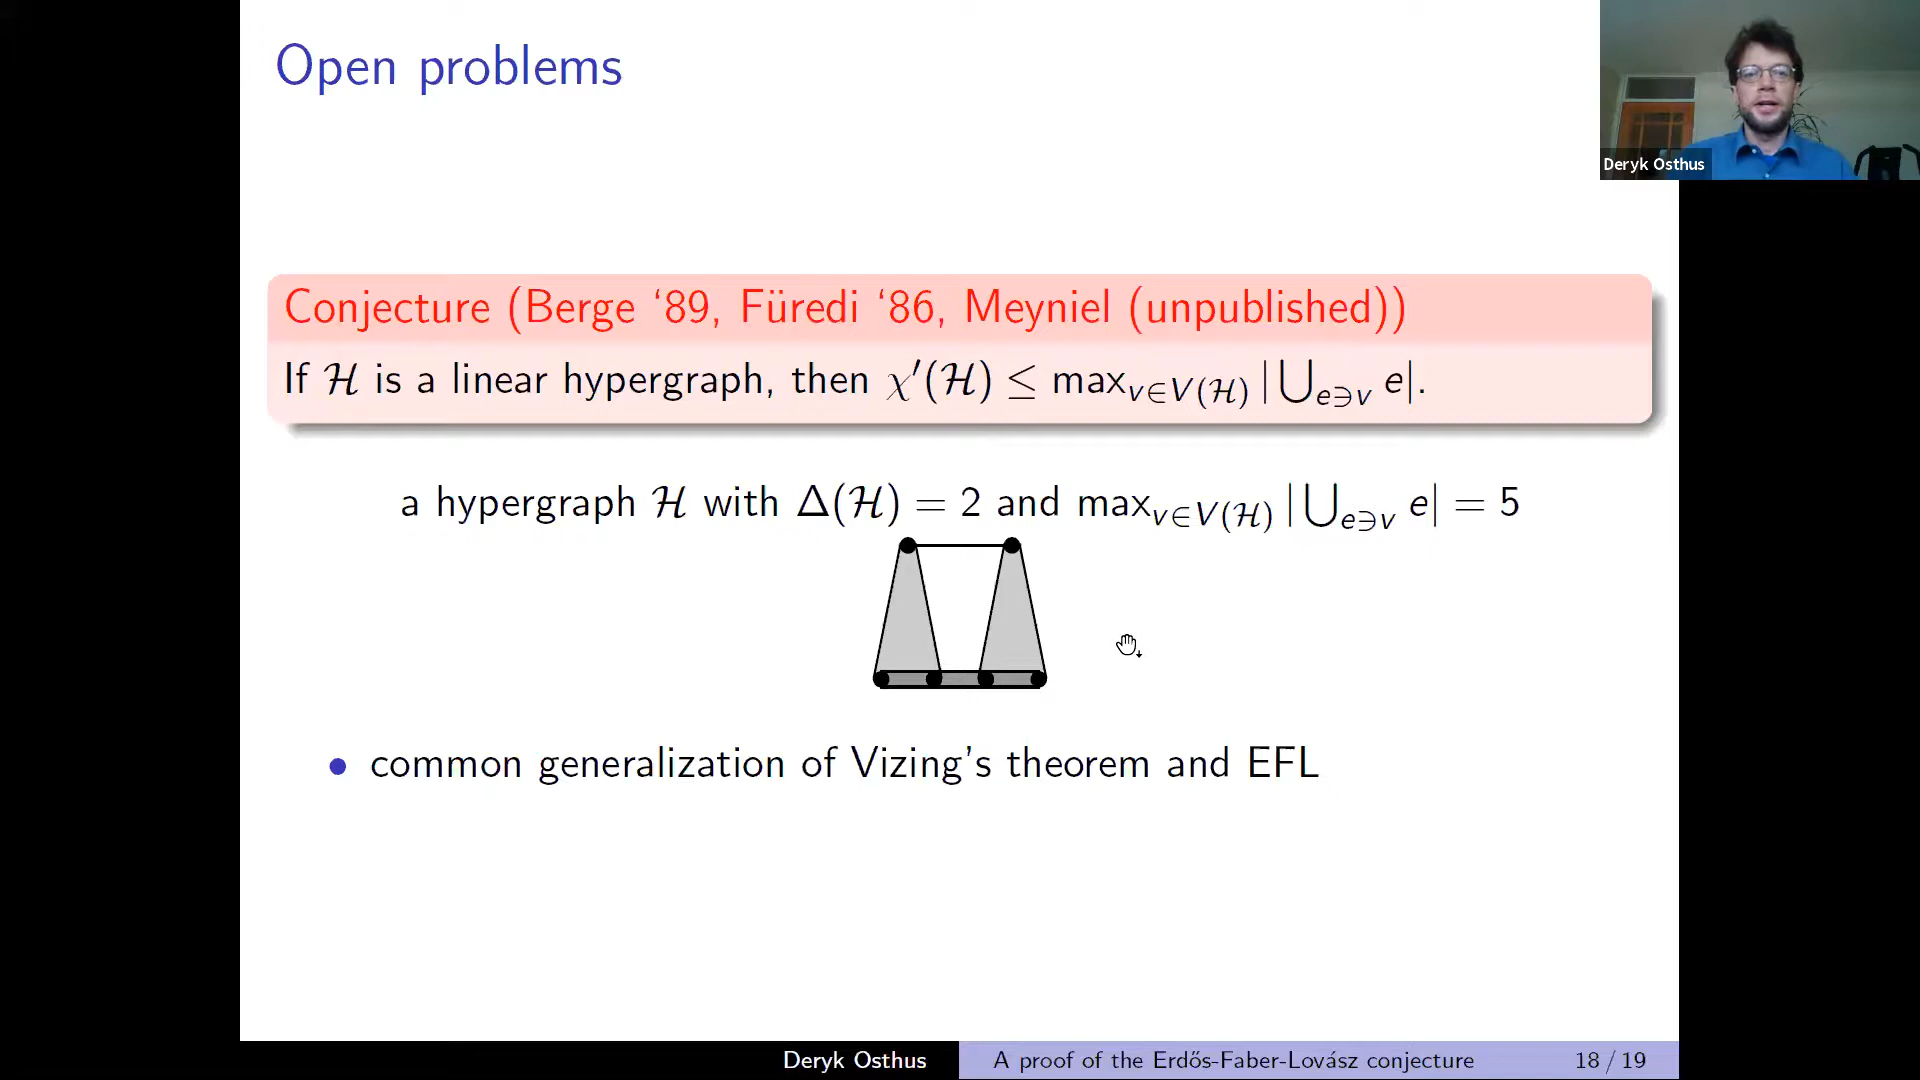 Open problems
Deryk Osthus
Conjecture (Berge ‘89, Füredi ‘86, Meyniel (unpublished))
If ℋ is a linear hypergraph, then χ′(ℋ) ≤ max_{v∈V(ℋ)} |⋃_{e∋v} e|.
a hypergraph ℋ with Δ(ℋ) = 2 and max_{v∈V(ℋ)} |⋃_{e∋v} e| = 5
• common generalization of Vizing's theorem and EFL
Deryk Osthus
A proof of the Erdős-Faber-Lovász conjecture
18 / 19